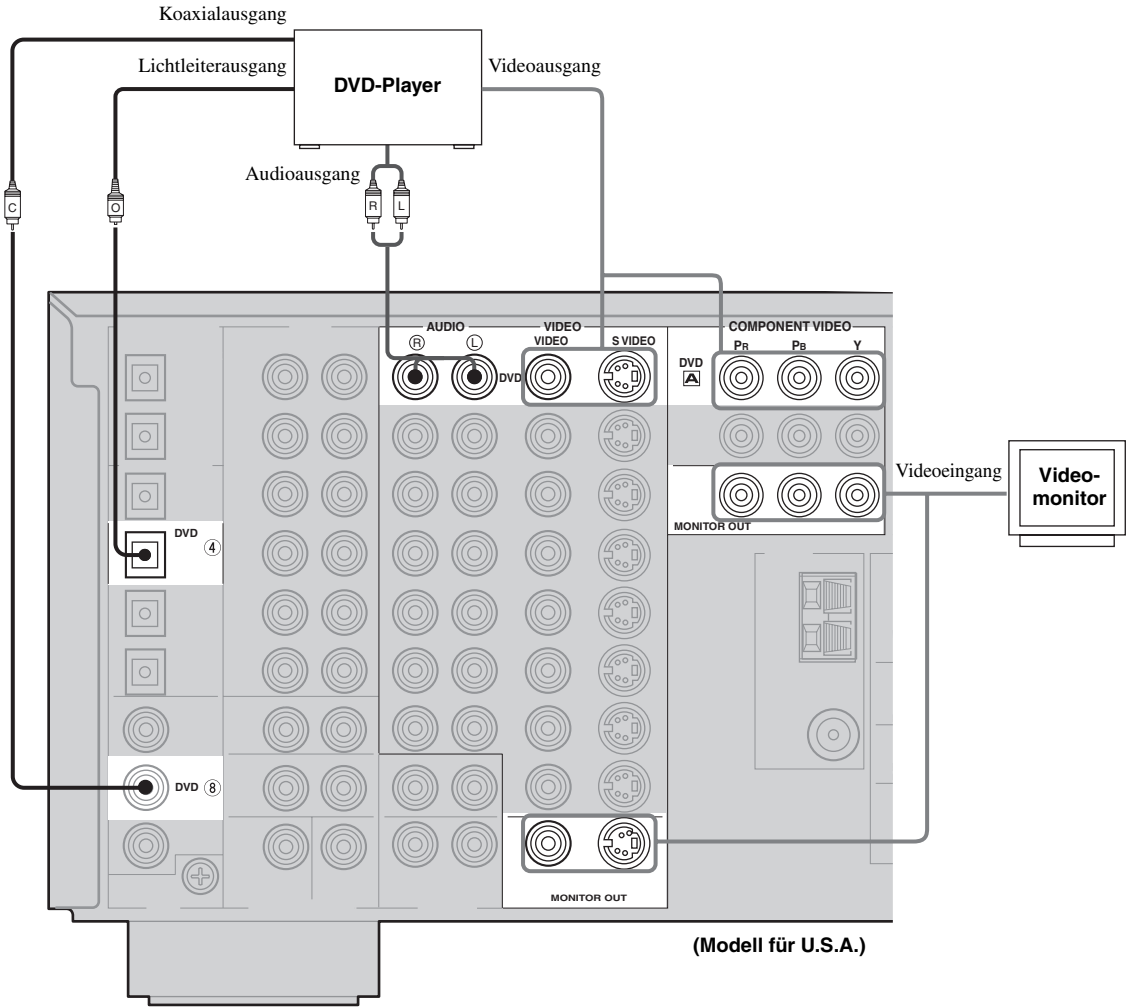 Koaxialausgang
Lichtleiterausgang
DVD-Player
Videoausgang
Audioausgang
C
O
R L
AUDIO
VIDEO
COMPONENT VIDEO
Ⓡ Ⓛ
VIDEO
S VIDEO
PR PB Y
DVD
DVD
A
Videoeingang
Video-
monitor
MONITOR OUT
DVD ④
DVD ⑧
MONITOR OUT
(Modell für U.S.A.)